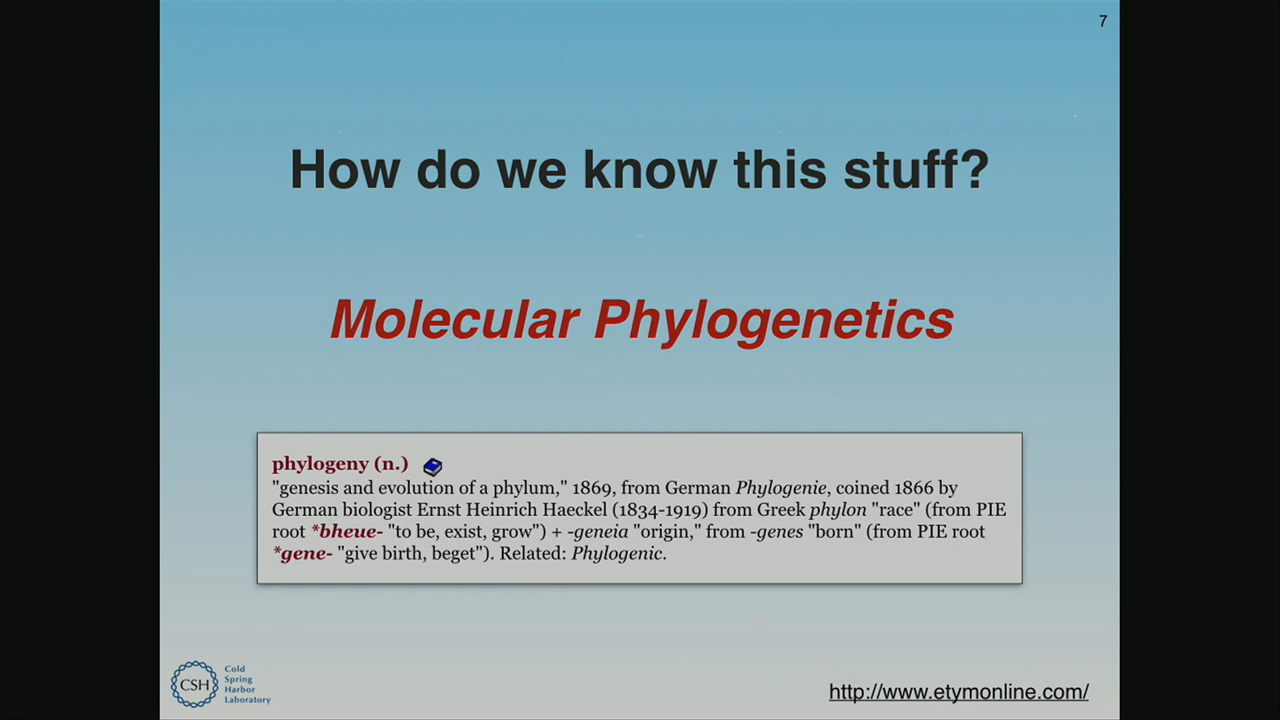 7
How do we know this stuff?
Molecular Phylogenetics
phylogeny (n.)
"genesis and evolution of a phylum," 1869, from German Phylogenie, coined 1866 by
German biologist Ernst Heinrich Haeckel (1834-1919) from Greek phylon "race" (from PIE
root *bheue- "to be, exist, grow") + -geneia "origin," from -genes "born" (from PIE root
*gene- "give birth, beget"). Related: Phylogenic.
CSH
Cold
Spring
Harbor
Laboratory
http://www.etymonline.com/